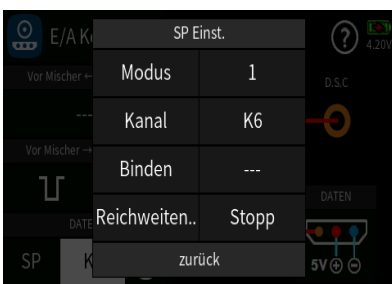 E/A K
SP Einst.
?
4.20V
Vor Mischer ←
Modus 1
D.S.C
---
Kanal K6
Vor Mischer →
Binden ---
DATEN
DATE
Reichweiten.. Stopp
SP K
zurück
5V